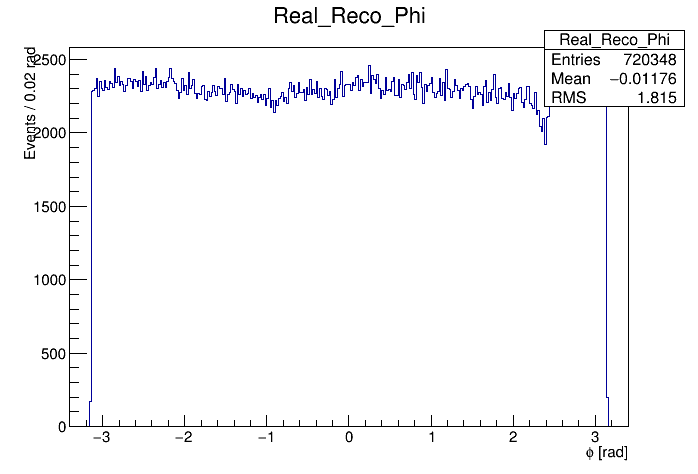 Real_Reco_Phi
Real_Reco_Phi
Entries 720348
Mean −0.01176
RMS 1.815
Events / 0.02 rad
2500
2000
1500
1000
500
0
−3 −2 −1 0 1 2 3
ϕ [rad]